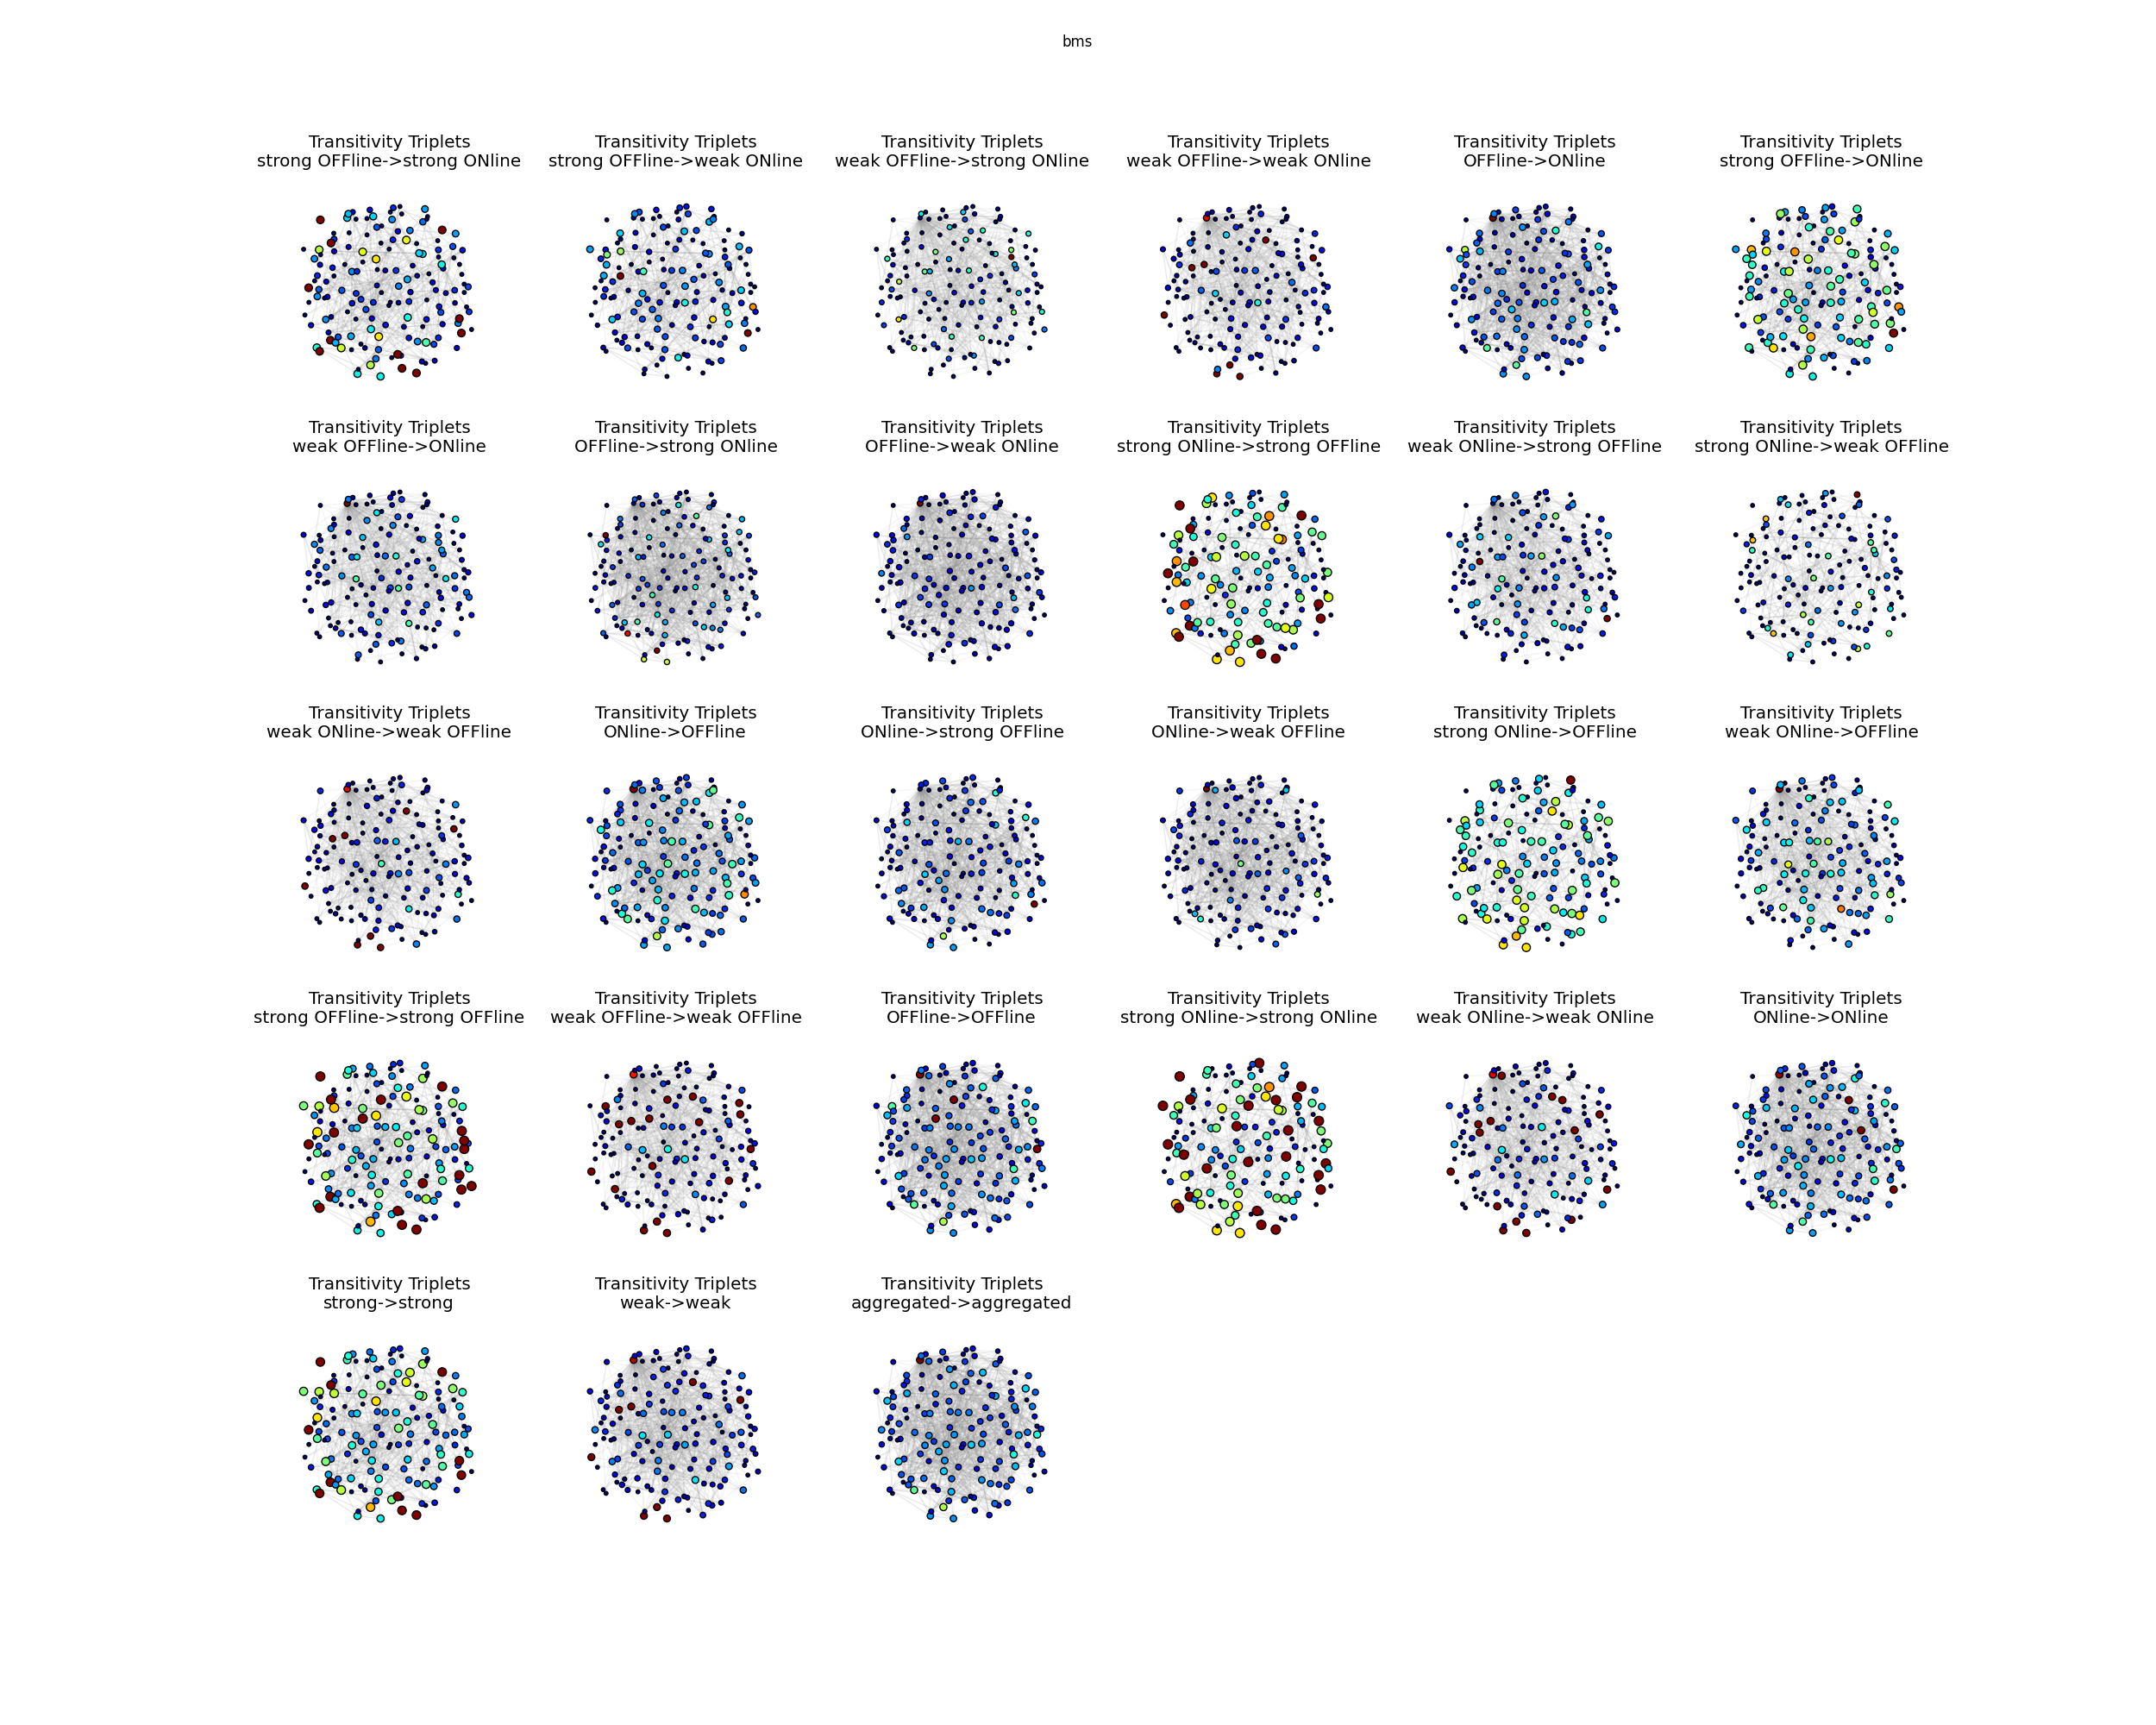 bms
Transitivity Triplets
strong OFFline->strong ONline
Transitivity Triplets
strong OFFline->weak ONline
Transitivity Triplets
weak OFFline->strong ONline
Transitivity Triplets
weak OFFline->weak ONline
Transitivity Triplets
OFFline->ONline
Transitivity Triplets
strong OFFline->ONline
Transitivity Triplets
weak OFFline->ONline
Transitivity Triplets
OFFline->strong ONline
Transitivity Triplets
OFFline->weak ONline
Transitivity Triplets
strong ONline->strong OFFline
Transitivity Triplets
weak ONline->strong OFFline
Transitivity Triplets
strong ONline->weak OFFline
Transitivity Triplets
weak ONline->weak OFFline
Transitivity Triplets
ONline->OFFline
Transitivity Triplets
ONline->strong OFFline
Transitivity Triplets
ONline->weak OFFline
Transitivity Triplets
strong ONline->OFFline
Transitivity Triplets
weak ONline->OFFline
Transitivity Triplets
strong OFFline->strong OFFline
Transitivity Triplets
weak OFFline->weak OFFline
Transitivity Triplets
OFFline->OFFline
Transitivity Triplets
strong ONline->strong ONline
Transitivity Triplets
weak ONline->weak ONline
Transitivity Triplets
ONline->ONline
Transitivity Triplets
strong->strong
Transitivity Triplets
weak->weak
Transitivity Triplets
aggregated->aggregated